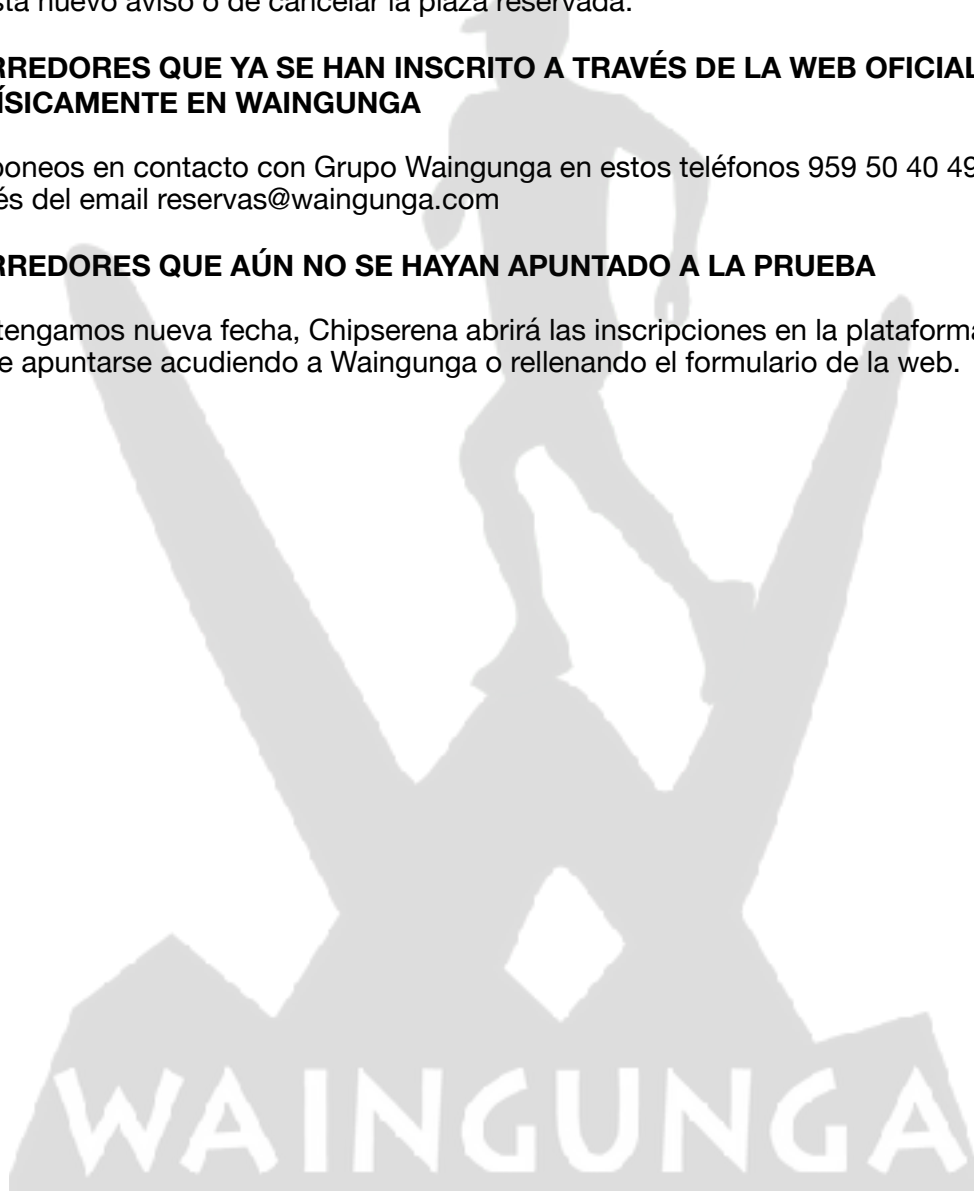 sta nuevo aviso o de cancelar la plaza reservada.
RREDORES QUE YA SE HAN INSCRITO A TRAVÉS DE LA WEB OFICIAL
ÍSICAMENTE EN WAINGUNGA
poneos en contacto con Grupo Waingunga en estos teléfonos 959 50 40 49
és del email reservas@waingunga.com
RREDORES QUE AÚN NO SE HAYAN APUNTADO A LA PRUEBA
tengamos nueva fecha, Chipserena abrirá las inscripciones en la plataforma
e apuntarse acudiendo a Waingunga o rellenando el formulario de la web.
WAINGUNGA